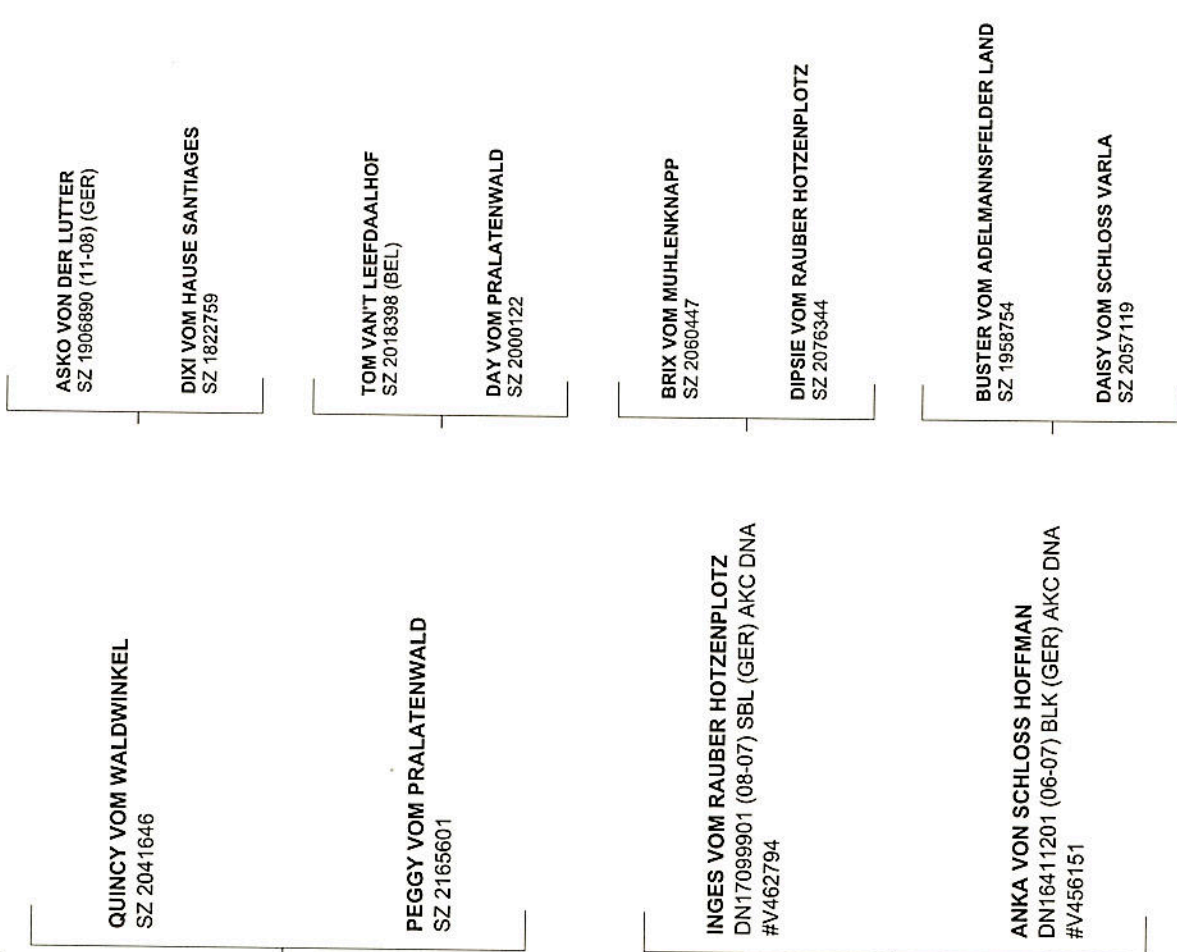 QUINCY VOM WALDWINKEL
SZ 2041646
PEGGY VOM PRALATENWALD
SZ 2165601
INGES VOM RAUBER HOTZENPLOTZ
DN17099901 (08-07) SBL (GER) AKC DNA
#V462794
ANKA VON SCHLOSS HOFFMAN
DN16411201 (06-07) BLK (GER) AKC DNA
#V456151
ASKO VON DER LUTTER
SZ 1906890 (11-08) (GER)
DIXI VOM HAUSE SANTIAGES
SZ 1822759
TOM VAN'T LEEFDAALHOF
SZ 2018398 (BEL)
DAY VOM PRALATENWALD
SZ 2000122
BRIX VOM MUHLENKNAPP
SZ 2060447
DIPSIE VOM RAUBER HOTZENPLOTZ
SZ 2076344
BUSTER VOM ADELMANNSFELDER LAND
SZ 1958754
DAISY VOM SCHLOSS VARLA
SZ 2057119